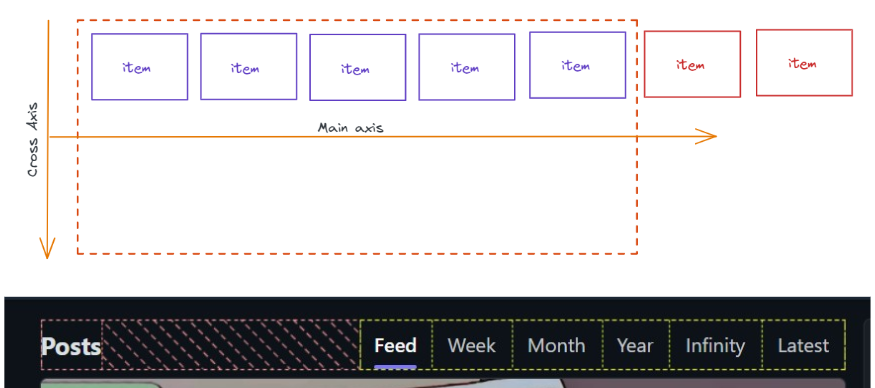 item item item item item item item
Main axis
Cross Axis
Posts Feed Week Month Year Infinity Latest